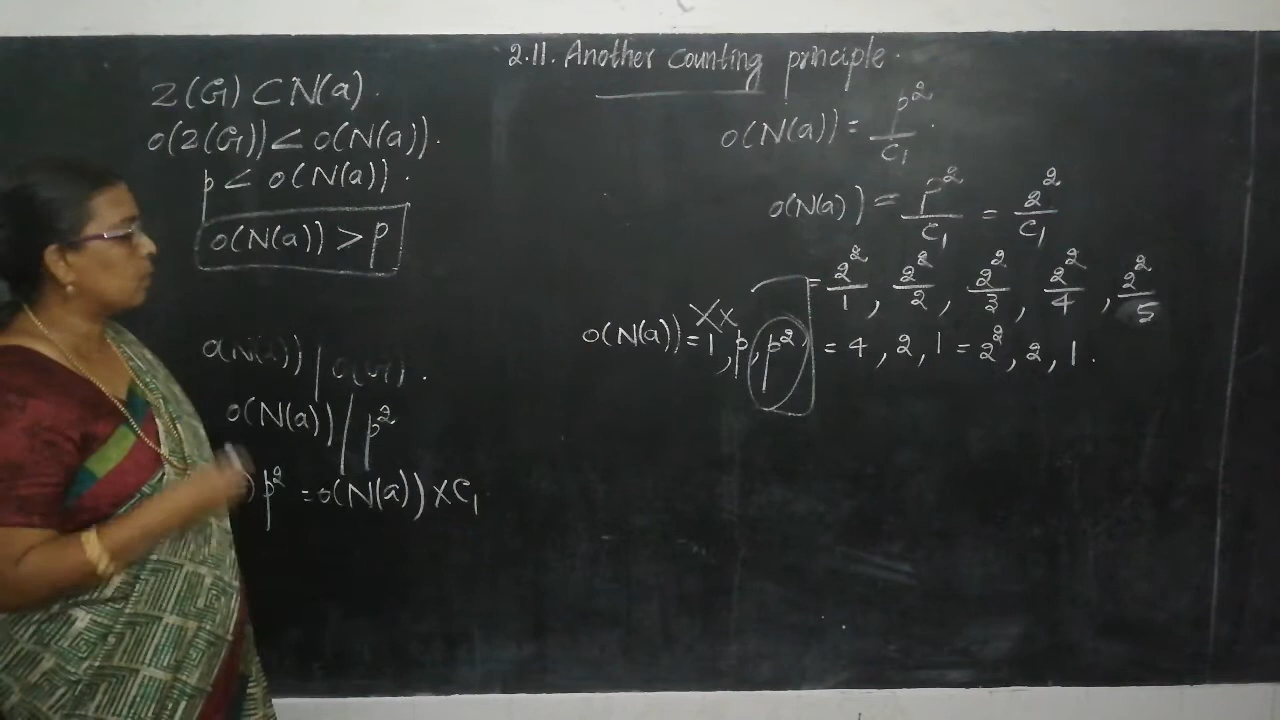 2.11. Another counting principle.
Z(G) ⊂ N(a).
o(Z(G)) < o(N(a)).
p < o(N(a)).
o(N(a)) > p
o(N(a)) / o(G).
o(N(a)) / p²
p² = o(N(a)) × C₁
o(N(a)) = p²/C₁.
o(N(a)) = p²/C₁ = 2²/C₁
= 2²/1, 2²/2, 2²/3, 2²/4, 2²/5
o(N(a)) = 1, p, p², = 4, 2, 1 = 2², 2, 1.